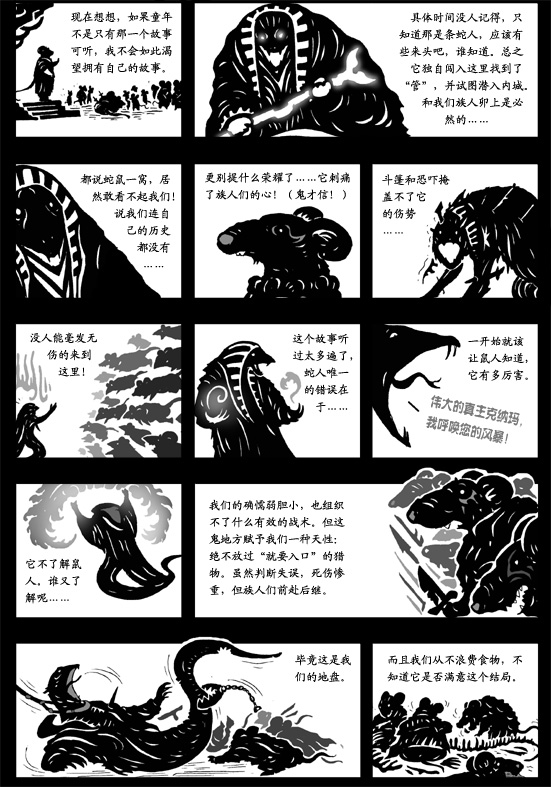 现在想想，如果童年
不是只有那一个故事
可听，我不会如此渴
望拥有自己的故事。
具体时间没人记得，只
知道那是条蛇人，应该有
些来头吧，谁知道。总之
它独自闯入这里找到了
“管”，并试图潜入内城。
和我们族人卯上是必
然的……
都说蛇鼠一窝，居
然敢看不起我们！
说我们连自
己的历史
都没有
……
更别提什么荣耀了……它刺痛
了族人们的心！（鬼才信！）
斗篷和恐吓掩
盖不了它
的伤势
……
没人能毫发无
伤的来到
这里！
这个故事听
过太多遍了，
蛇人唯一
的错误在
于……
一开始就该
让鼠人知道，
它有多厉害。
伟大的真主克纳玛，
我呼唤您的风暴！
它不了解鼠
人。谁又了
解呢……
我们的确懦弱胆小，也组织
不了什么有效的战术。但这
鬼地方赋予我们一种天性：
绝不放过“就要入口”的猎
物。虽然判断失误，死伤惨
重，但族人们前赴后继。
毕竟这是我
们的地盘。
而且我们从不浪费食物，不
知道它是否满意这个结局。